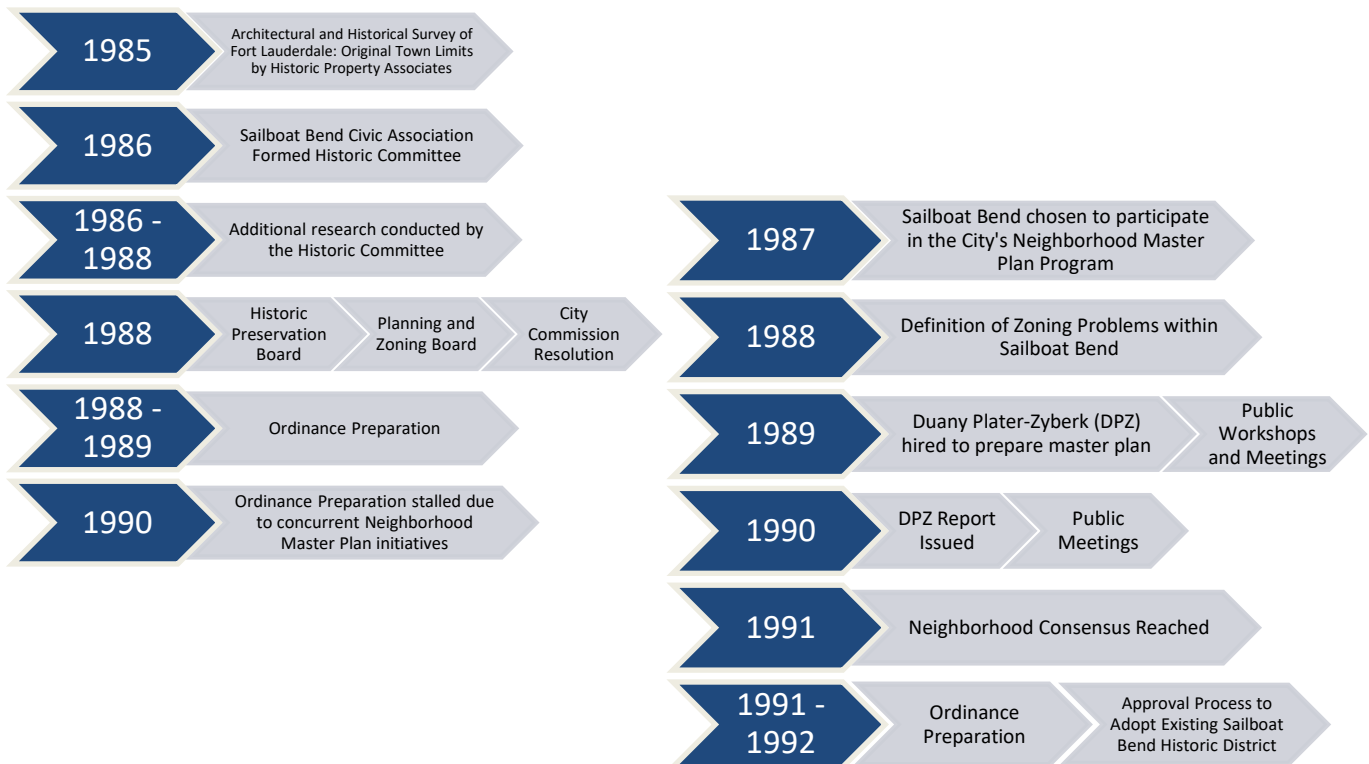 1985
Architectural and Historical Survey of
Fort Lauderdale: Original Town Limits
by Historic Property Associates
1986
Sailboat Bend Civic Association
Formed Historic Committee
1986 -
1988
Additional research conducted by
the Historic Committee
1988
Historic
Preservation
Board
Planning and
Zoning Board
City
Commission
Resolution
1988 -
1989
Ordinance Preparation
1990
Ordinance Preparation stalled due
to concurrent Neighborhood
Master Plan initiatives
1987
Sailboat Bend chosen to participate
in the City's Neighborhood Master
Plan Program
1988
Definition of Zoning Problems within
Sailboat Bend
1989
Duany Plater-Zyberk (DPZ)
hired to prepare master plan
Public
Workshops
and Meetings
1990
DPZ Report
Issued
Public
Meetings
1991
Neighborhood Consensus Reached
1991 -
1992
Ordinance
Preparation
Approval Process to
Adopt Existing Sailboat
Bend Historic District